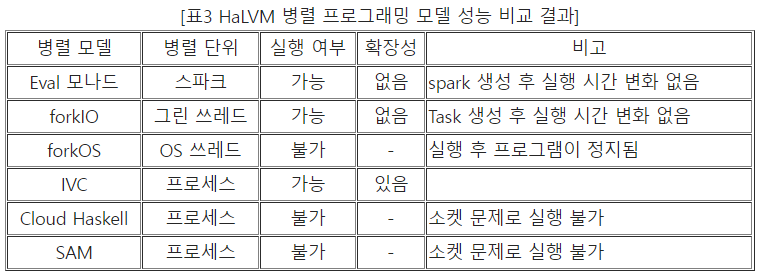 [표3 HaLVM 병렬 프로그래밍 모델 성능 비교 결과]
병렬 모델 병렬 단위 실행 여부 확장성 비고
Eval 모나드 스파크 가능 없음 spark 생성 후 실행 시간 변화 없음
forkIO 그린 쓰레드 가능 없음 Task 생성 후 실행 시간 변화 없음
forkOS OS 쓰레드 불가 - 실행 후 프로그램이 정지됨
IVC 프로세스 가능 있음
Cloud Haskell 프로세스 불가 - 소켓 문제로 실행 불가
SAM 프로세스 불가 - 소켓 문제로 실행 불가